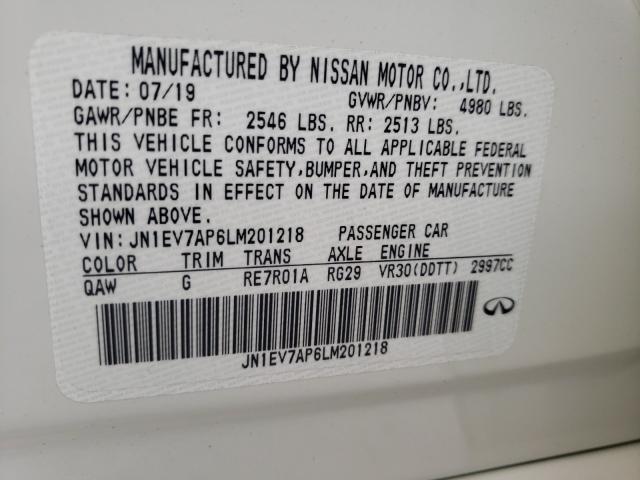 MANUFACTURED BY NISSAN MOTOR CO.,LTD.
DATE: 07/19 GVWR/PNBV: 4980 LBS.
GAWR/PNBE FR: 2546 LBS. RR: 2513 LBS.
THIS VEHICLE CONFORMS TO ALL APPLICABLE FEDERAL
MOTOR VEHICLE SAFETY,BUMPER,AND THEFT PREVENTION
STANDARDS IN EFFECT ON THE DATE OF MANUFACTURE
SHOWN ABOVE.
VIN:JN1EV7AP6LM201218 PASSENGER CAR
COLOR TRIM TRANS AXLE ENGINE
QAW G RE7R01A RG29 VR30(DDTT) 2997CC
JN1EV7AP6LM201218